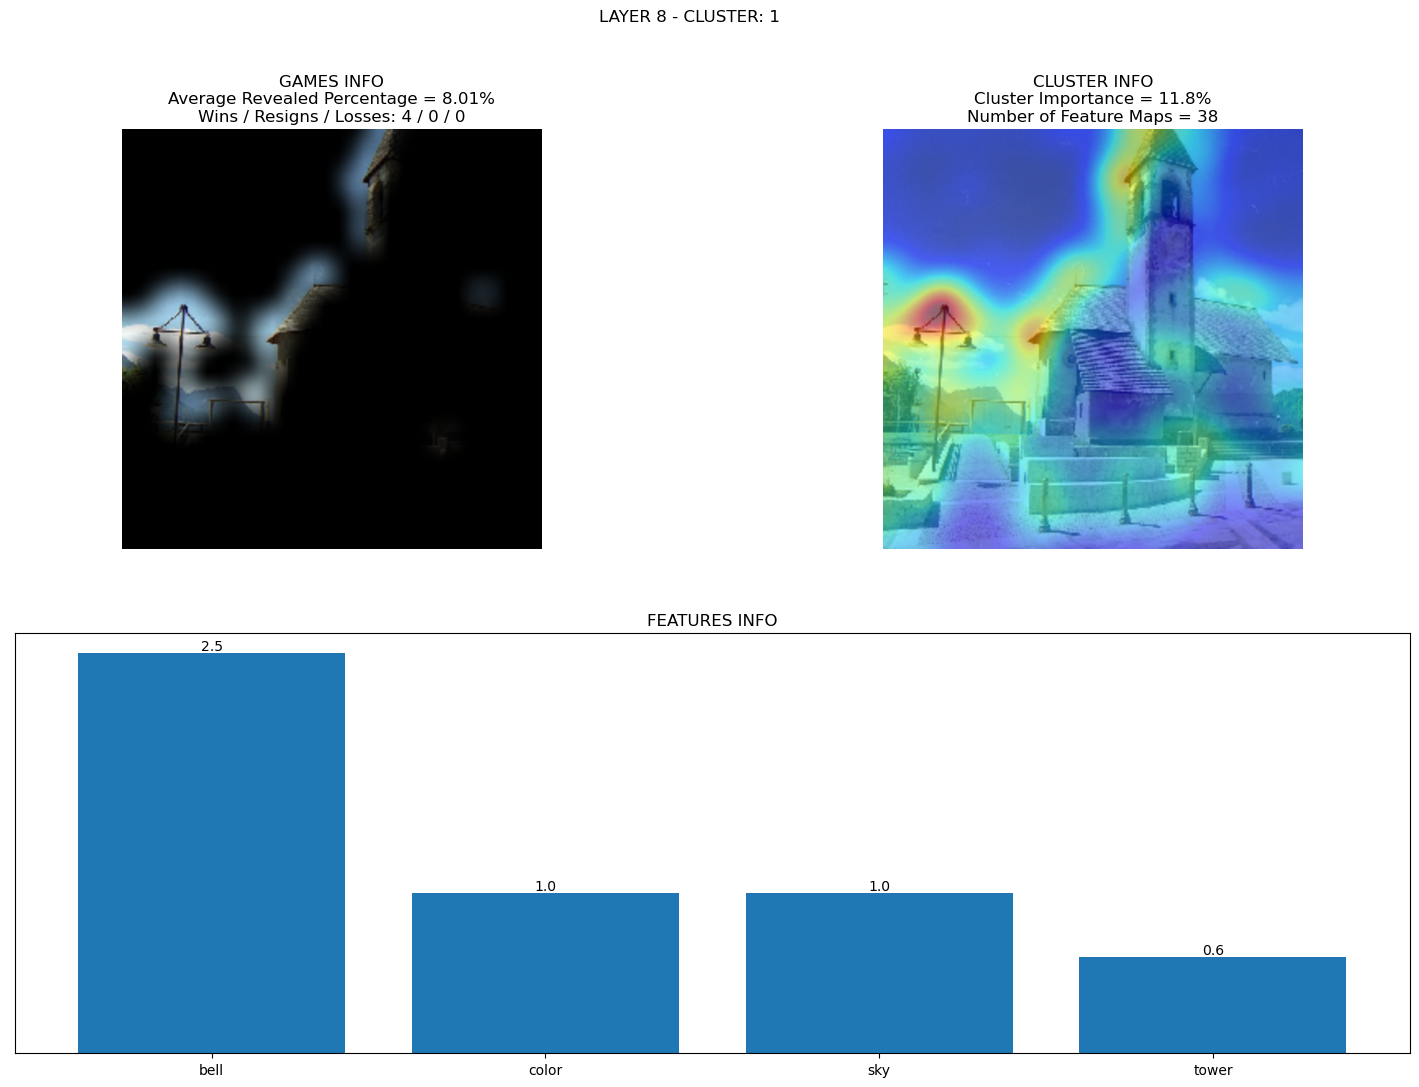 LAYER 8 - CLUSTER: 1
GAMES INFO
Average Revealed Percentage = 8.01%
Wins / Resigns / Losses: 4 / 0 / 0
CLUSTER INFO
Cluster Importance = 11.8%
Number of Feature Maps = 38
FEATURES INFO
2.5
1.0
1.0
0.6
bell
color
sky
tower